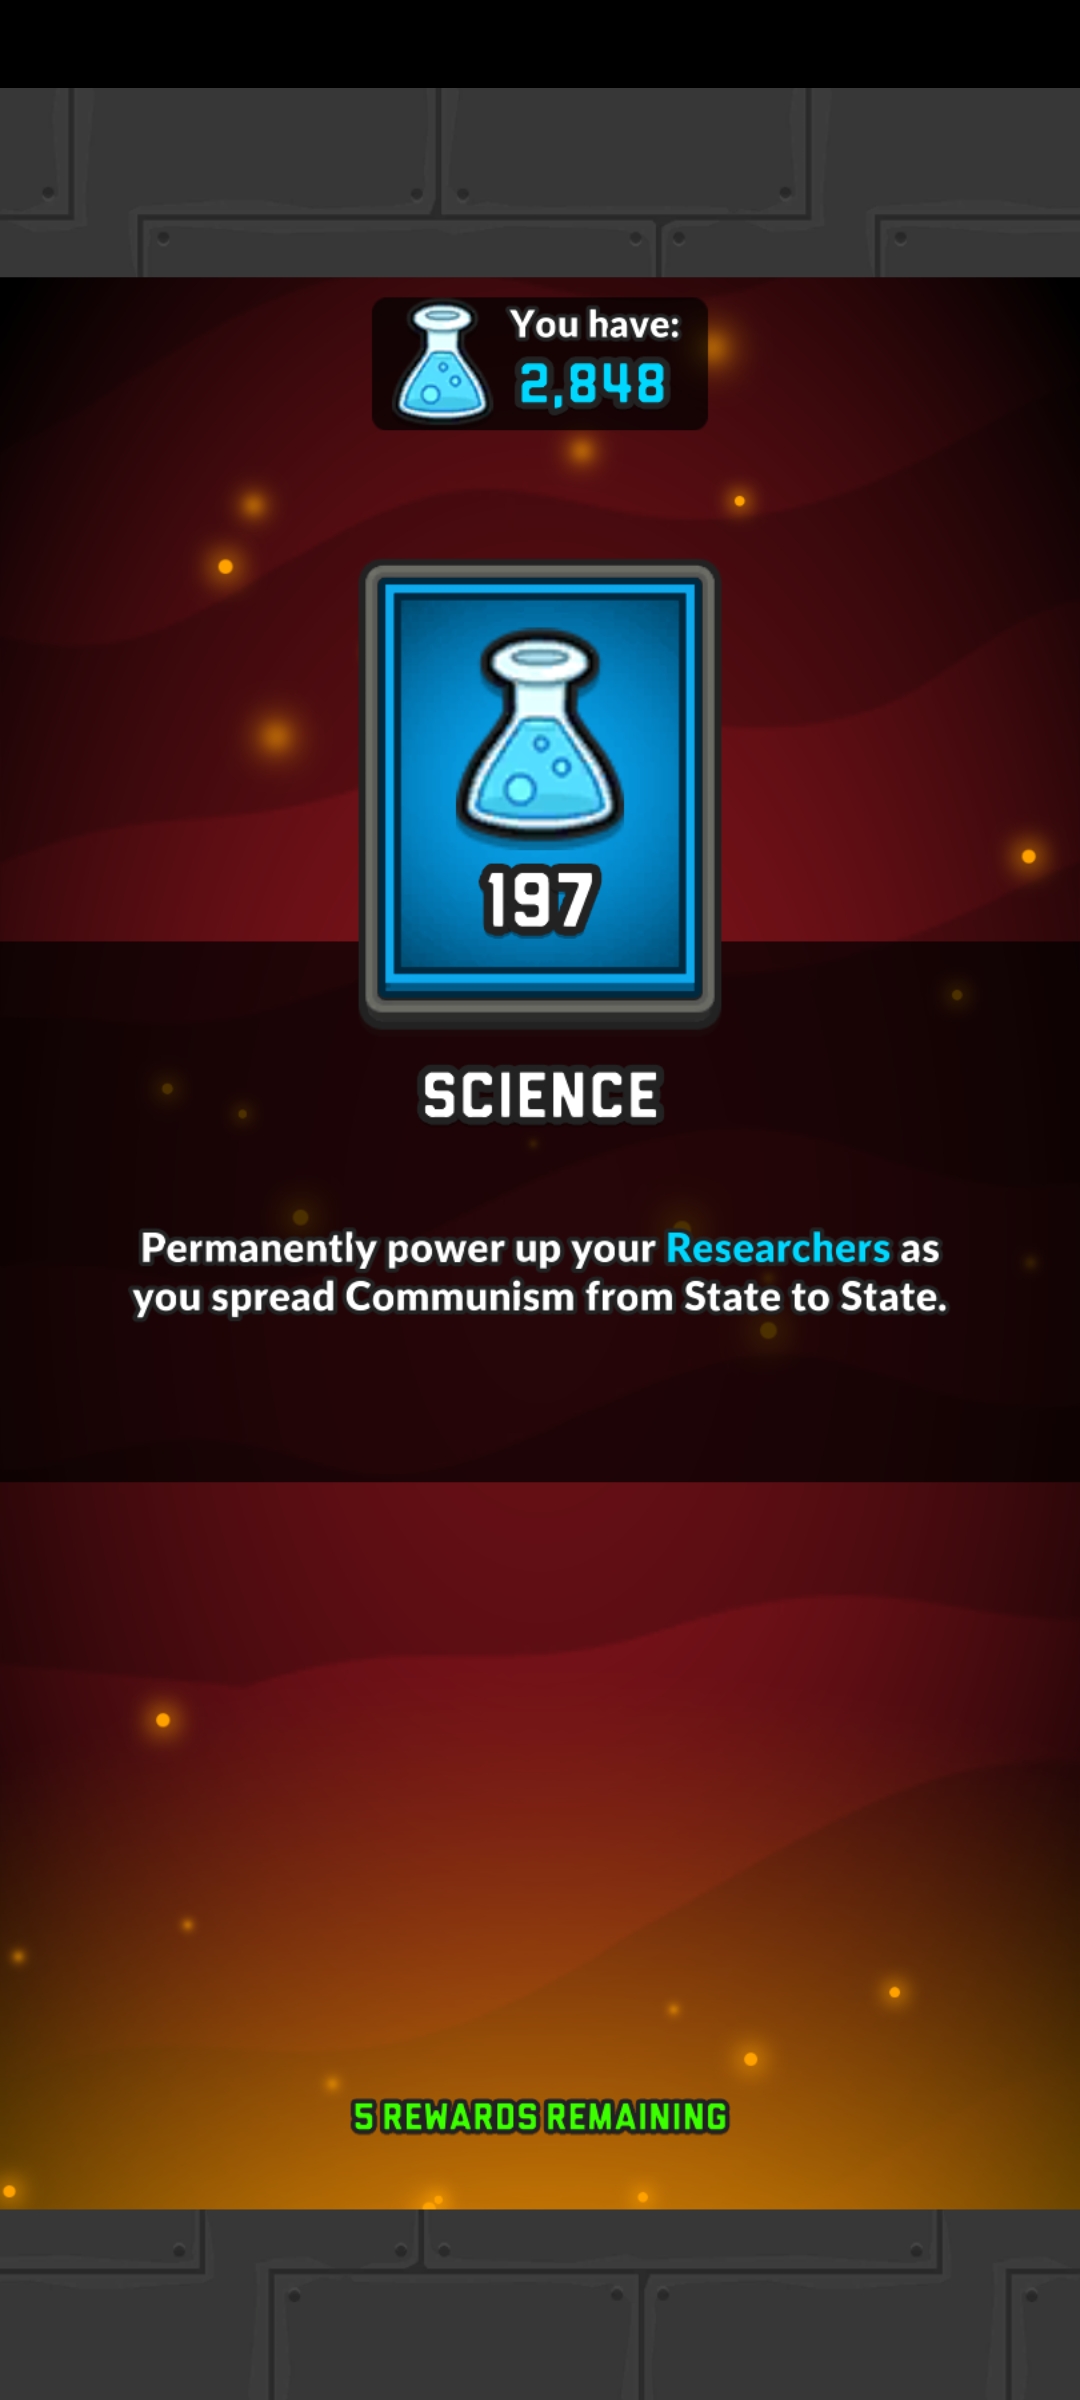 You have:
2,848
197
SCIENCE
Permanently power up your Researchers as
you spread Communism from State to State.
5 REWARDS REMAINING